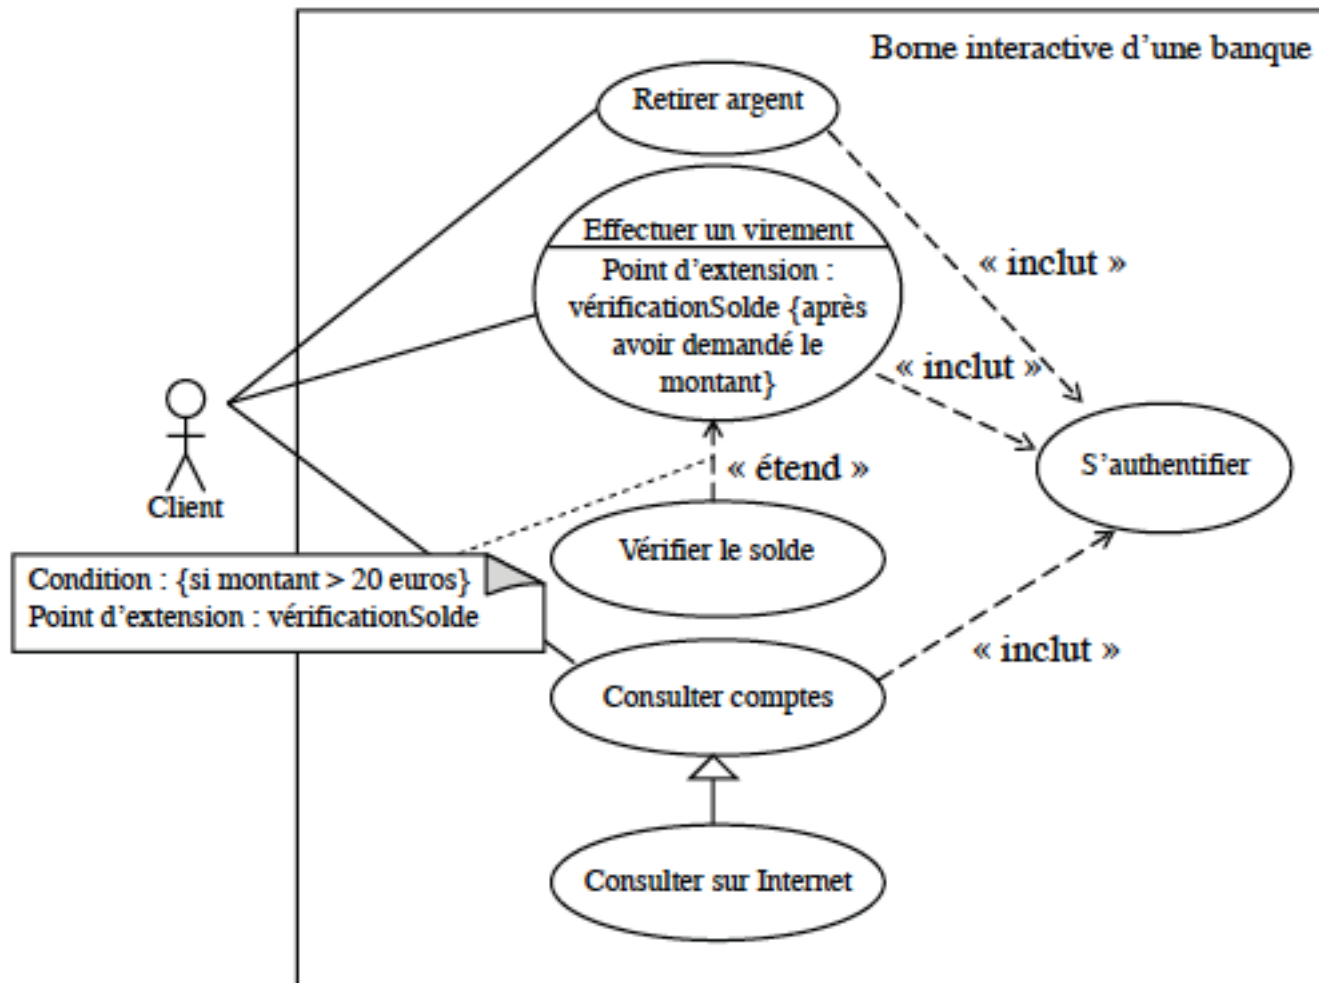 Borne interactive d’une banque
Retirer argent
Effectuer un virement
Point d’extension :
vérificationSolde {après
avoir demandé le
montant}
« inclut »
« inclut »
S’authentifier
« étend »
Client
Vérifier le solde
Condition : {si montant > 20 euros}
Point d’extension : vérificationSolde
« inclut »
Consulter comptes
Consulter sur Internet